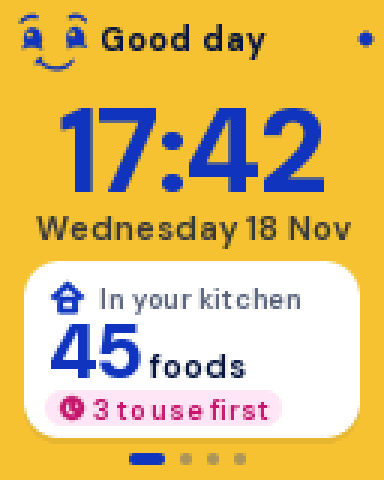 Good day
17:42
Wednesday 18 Nov
In your kitchen
45 foods
3 to use first